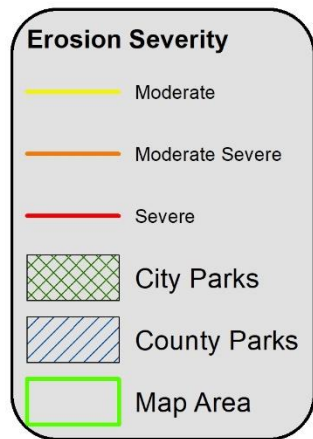 Erosion Severity
Moderate
Moderate Severe
Severe
City Parks
County Parks
Map Area